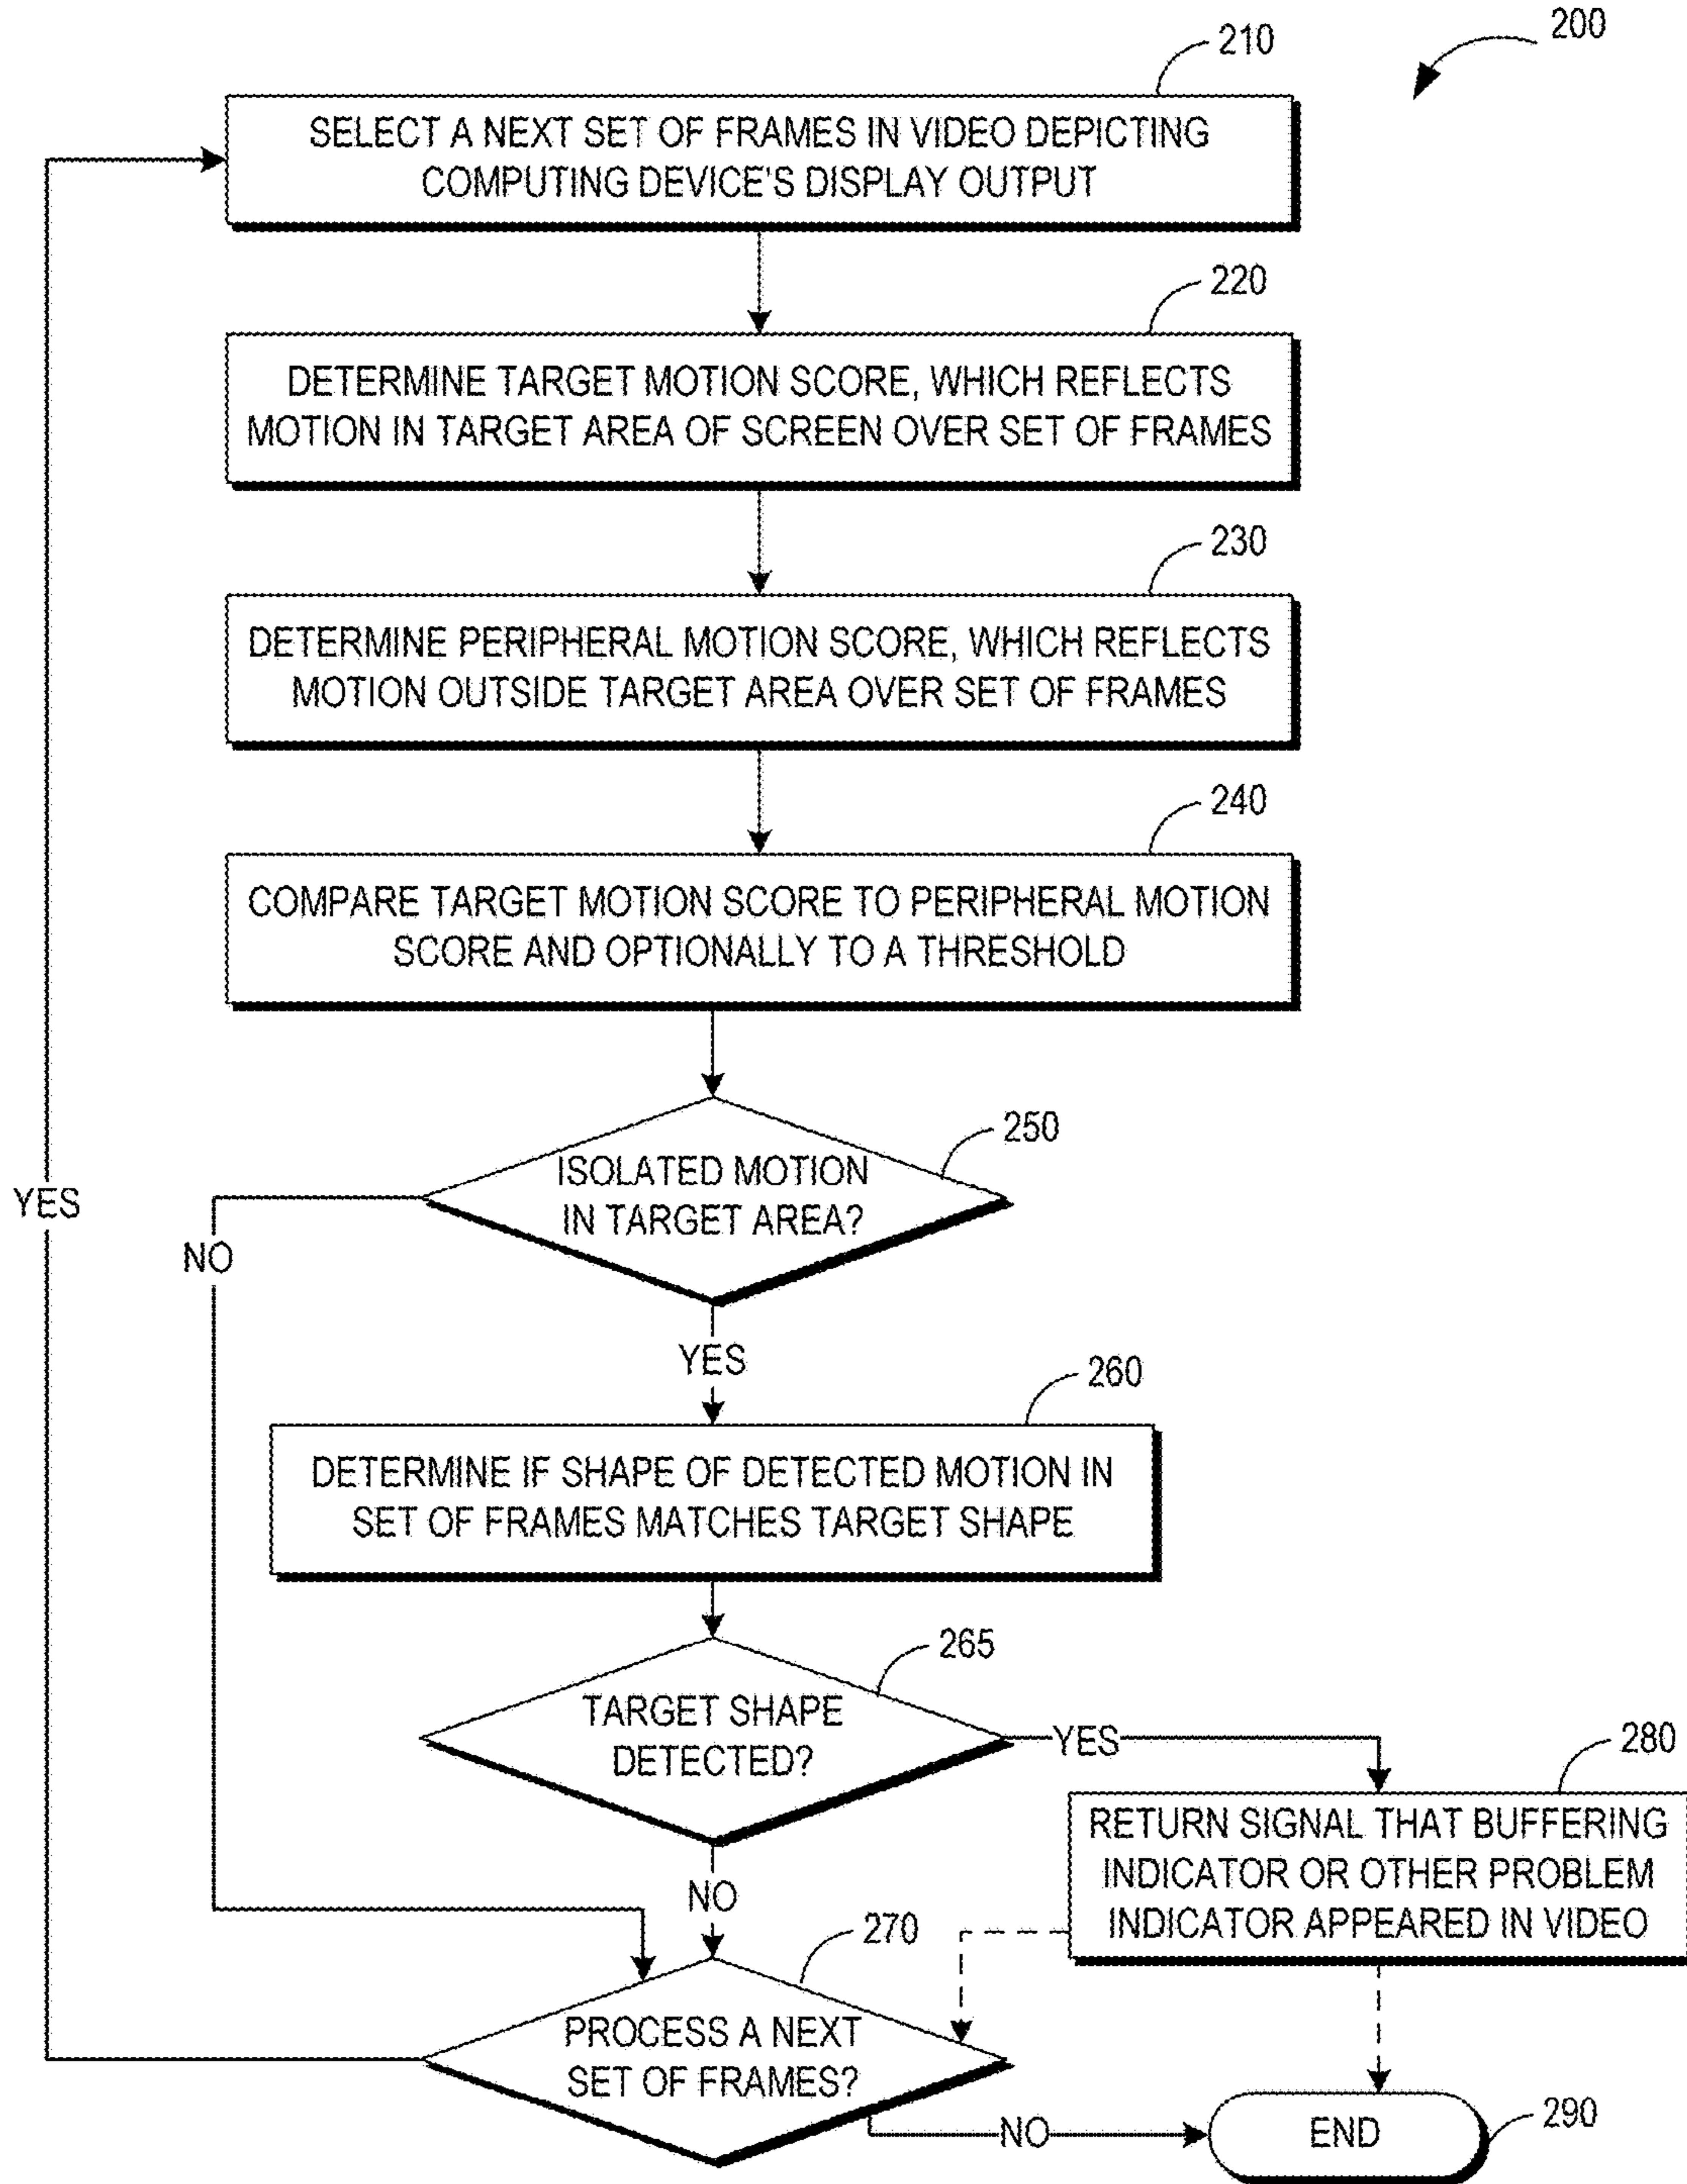 200
210
SELECT A NEXT SET OF FRAMES IN VIDEO DEPICTING
COMPUTING DEVICE'S DISPLAY OUTPUT
220
DETERMINE TARGET MOTION SCORE, WHICH REFLECTS
MOTION IN TARGET AREA OF SCREEN OVER SET OF FRAMES
230
DETERMINE PERIPHERAL MOTION SCORE, WHICH REFLECTS
MOTION OUTSIDE TARGET AREA OVER SET OF FRAMES
240
COMPARE TARGET MOTION SCORE TO PERIPHERAL MOTION
SCORE AND OPTIONALLY TO A THRESHOLD
250
ISOLATED MOTION
IN TARGET AREA?
YES
NO
YES
260
DETERMINE IF SHAPE OF DETECTED MOTION IN
SET OF FRAMES MATCHES TARGET SHAPE
265
TARGET SHAPE
DETECTED?
YES
280
RETURN SIGNAL THAT BUFFERING
INDICATOR OR OTHER PROBLEM
INDICATOR APPEARED IN VIDEO
NO
270
PROCESS A NEXT
SET OF FRAMES?
NO
END
290